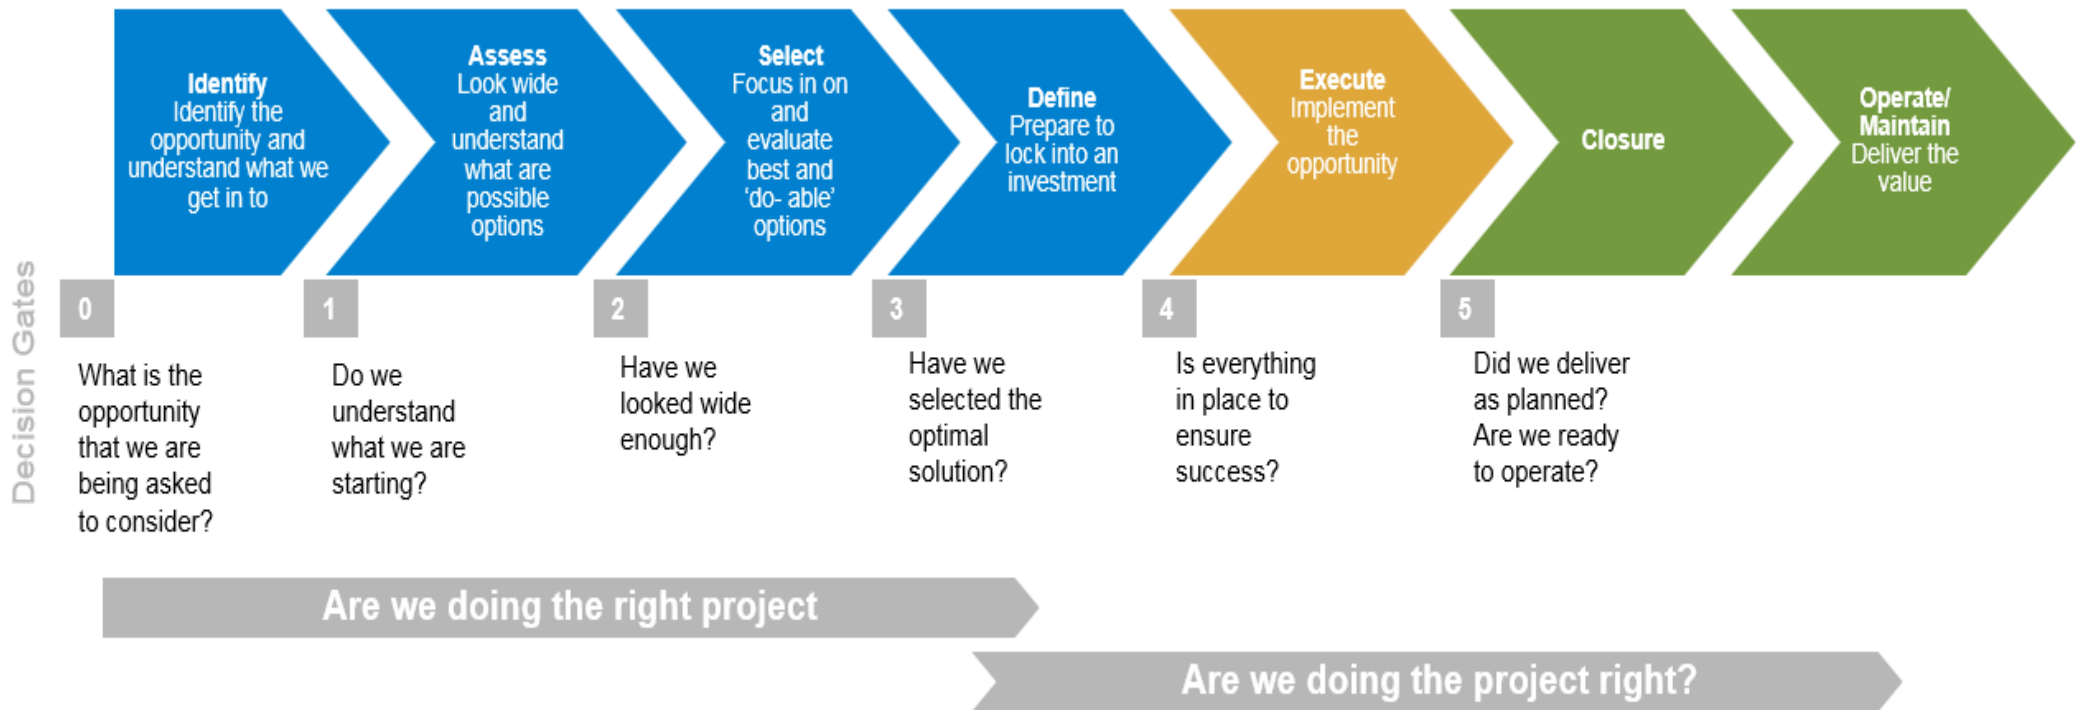 Identify
Identify the
opportunity and
understand what we
get in to
Assess
Look wide
and
understand
what are
possible
options
Select
Focus in on
and
evaluate
best and
‘do- able’
options
Define
Prepare to
lock into an
investment
Execute
Implement
the
opportunity
Closure
Operate/
Maintain
Deliver the
value
Decision Gates
0
What is the
opportunity
that we are
being asked
to consider?
1
Do we
understand
what we are
starting?
2
Have we
looked wide
enough?
3
Have we
selected the
optimal
solution?
4
Is everything
in place to
ensure
success?
5
Did we deliver
as planned?
Are we ready
to operate?
Are we doing the right project
Are we doing the project right?